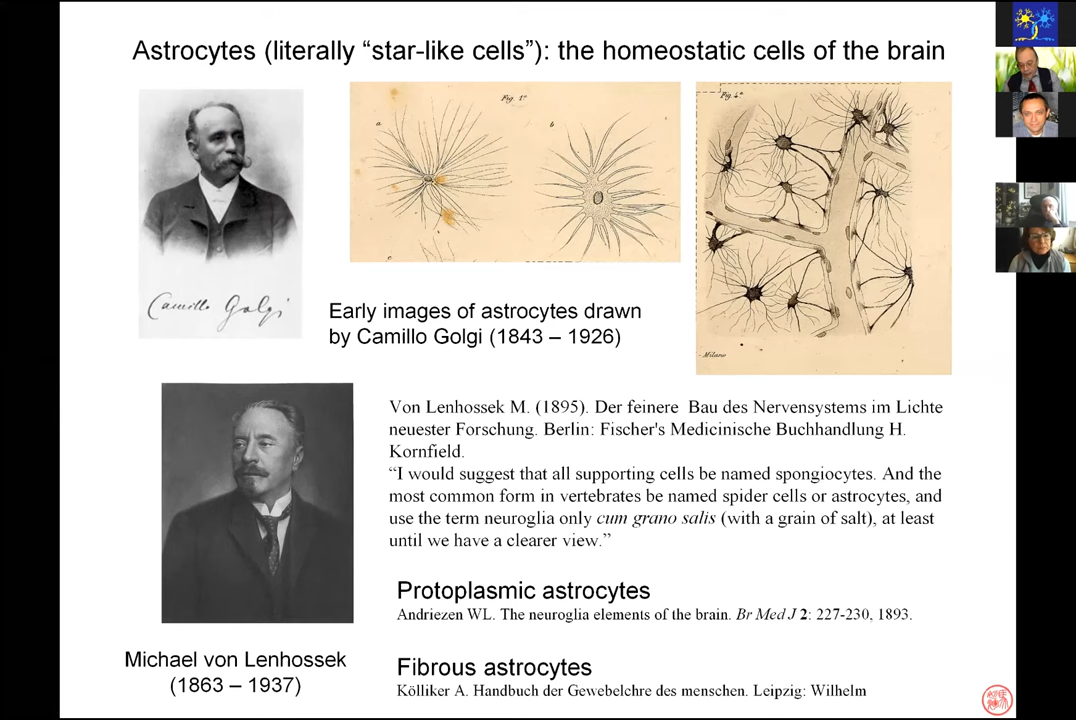 Astrocytes (literally “star-like cells”): the homeostatic cells of the brain
Fig. 1ª
a
b
c
Fig. 4ª
- Milano
Camillo Golgi
Early images of astrocytes drawn
by Camillo Golgi (1843 – 1926)
Von Lenhossek M. (1895). Der feinere Bau des Nervensystems im Lichte
neuester Forschung. Berlin: Fischer's Medicinische Buchhandlung H.
Kornfield.
“I would suggest that all supporting cells be named spongiocytes. And the
most common form in vertebrates be named spider cells or astrocytes, and
use the term neuroglia only cum grano salis (with a grain of salt), at least
until we have a clearer view.”
Protoplasmic astrocytes
Andriezen WL. The neuroglia elements of the brain. Br Med J 2: 227-230, 1893.
Michael von Lenhossek
(1863 – 1937)
Fibrous astrocytes
Kölliker A. Handbuch der Gewebelchre des menschen. Leipzig: Wilhelm